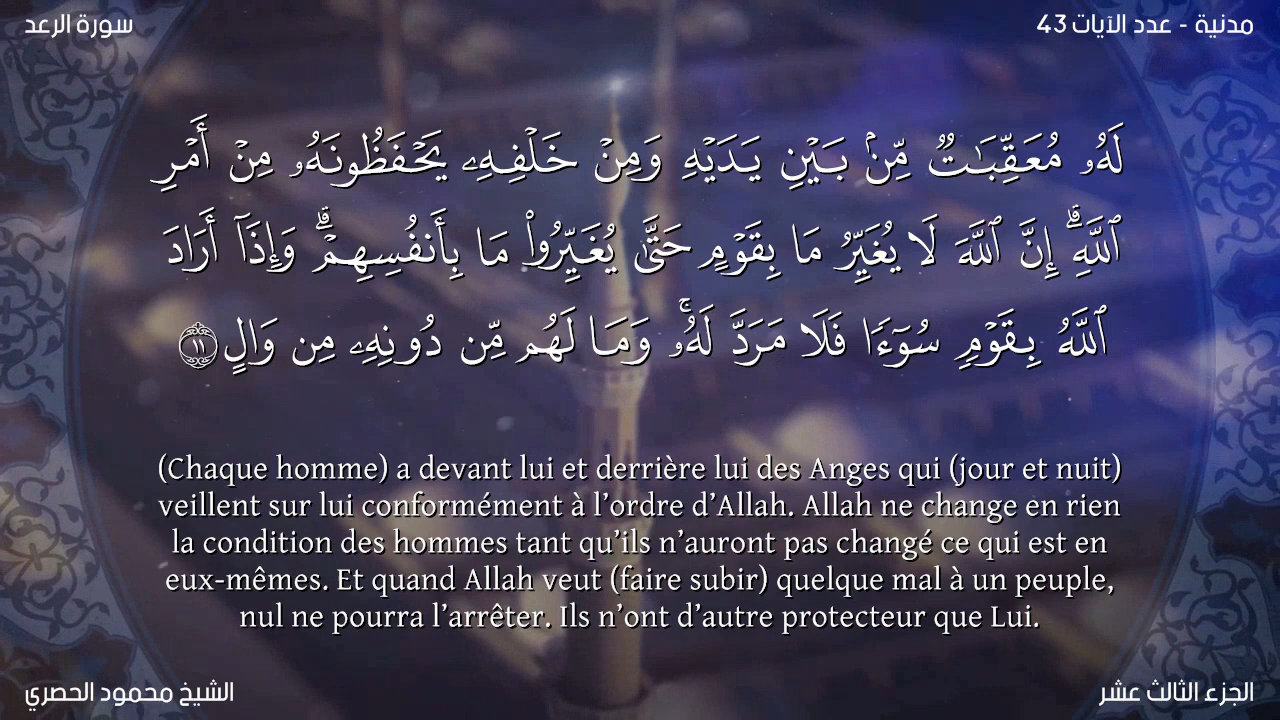 مدنية - عدد الآيات 43
سورة الرعد
لَهُۥ مُعَقِّبَـٰتٌ مِّنۢ بَيْنِ يَدَيْهِ وَمِنْ خَلْفِهِۦ يَحْفَظُونَهُۥ مِنْ أَمْرِ
ٱللَّهِ ۗ إِنَّ ٱللَّهَ لَا يُغَيِّرُ مَا بِقَوْمٍ حَتَّىٰ يُغَيِّرُوا۟ مَا بِأَنفُسِهِمْ ۗ وَإِذَآ أَرَادَ
ٱللَّهُ بِقَوْمٍ سُوٓءًا فَلَا مَرَدَّ لَهُۥ ۚ وَمَا لَهُم مِّن دُونِهِۦ مِن وَالٍ ١١
(Chaque homme) a devant lui et derrière lui des Anges qui (jour et nuit)
veillent sur lui conformément à l’ordre d’Allah. Allah ne change en rien
la condition des hommes tant qu’ils n’auront pas changé ce qui est en
eux-mêmes. Et quand Allah veut (faire subir) quelque mal à un peuple,
nul ne pourra l’arrêter. Ils n’ont d’autre protecteur que Lui.
الجزء الثالث عشر
الشيخ محمود الحصري